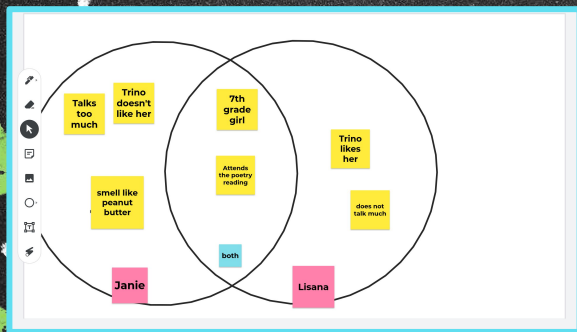 Talks
too
much
Trino
doesn't
like her
7th
grade
girl
Trino
likes
her
Attends
the poetry
reading
smell like
peanut
butter
does not
talk much
both
Janie
Lisana